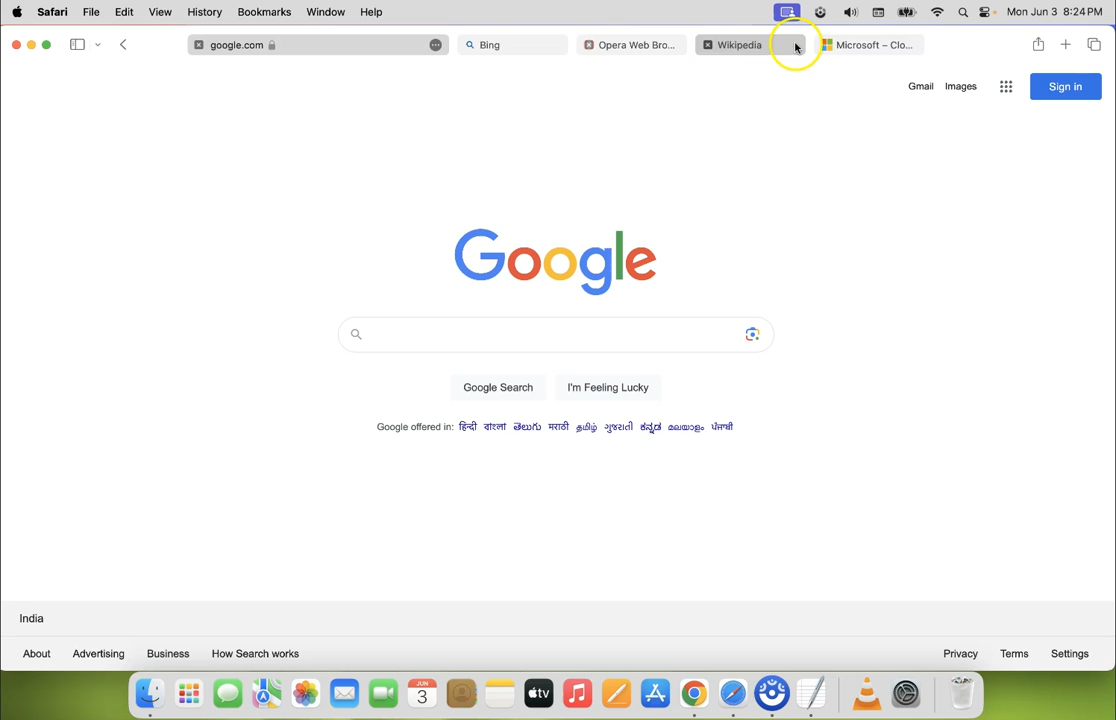 Safari File Edit View History Bookmarks Window Help Mon Jun 3 8:24 PM
google.com Bing Opera Web Bro... Wikipedia Microsoft – Clo...
Gmail Images Sign in
Google
Google Search I'm Feeling Lucky
Google offered in: हिन्दी বাংলা తెలుగు मराठी தமிழ் ગુજરાતી ಕನ್ನಡ മലയാളം ਪੰਜਾਬੀ
India
About Advertising Business How Search works Privacy Terms Settings
JUN
3
tv